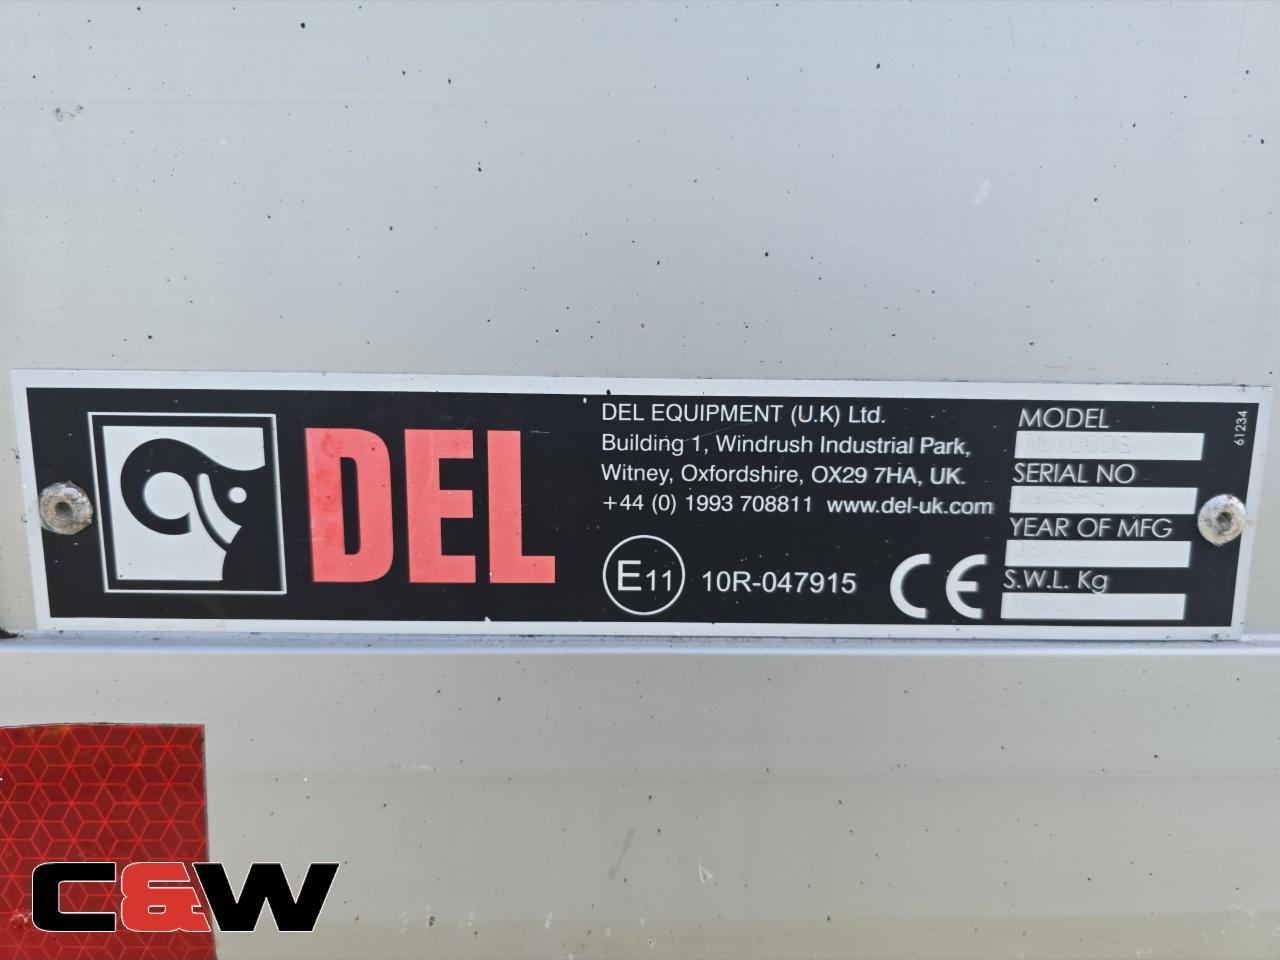 DEL
DEL EQUIPMENT (U.K) Ltd.
Building 1, Windrush Industrial Park,
Witney, Oxfordshire, OX29 7HA, UK.
+44 (0) 1993 708811 www.del-uk.com
E11 10R-047915 CE
MODEL
SERIAL NO
YEAR OF MFG
S.W.L. Kg
61234
C&W